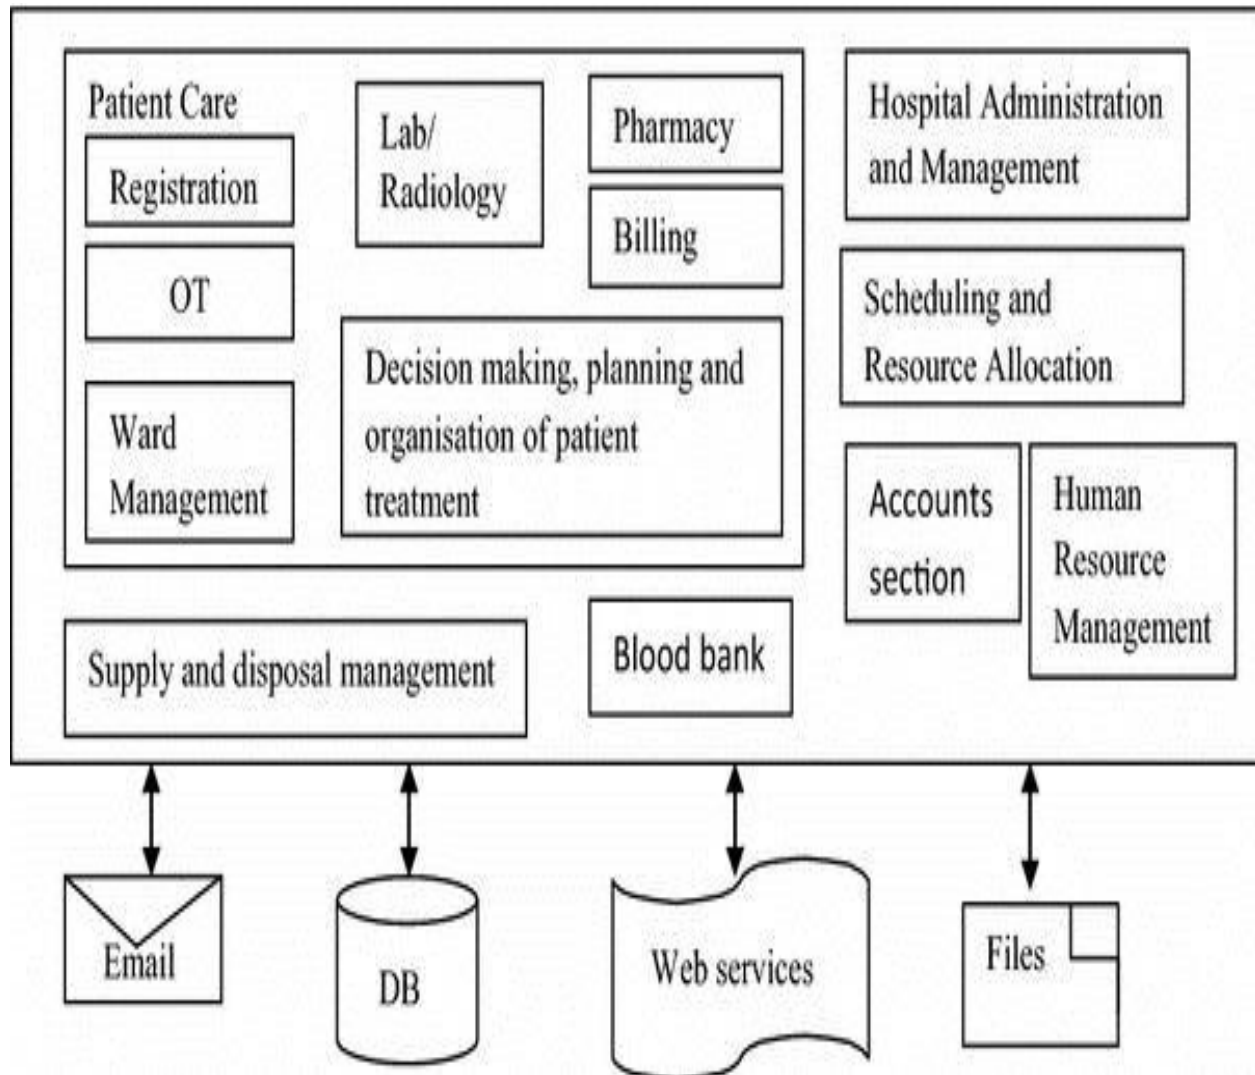 Patient Care
Registration
OT
Ward
Management
Lab/
Radiology
Pharmacy
Billing
Decision making, planning and
organisation of patient
treatment
Hospital Administration
and Management
Scheduling and
Resource Allocation
Accounts
section
Human
Resource
Management
Supply and disposal management
Blood bank
Email
DB
Web services
Files